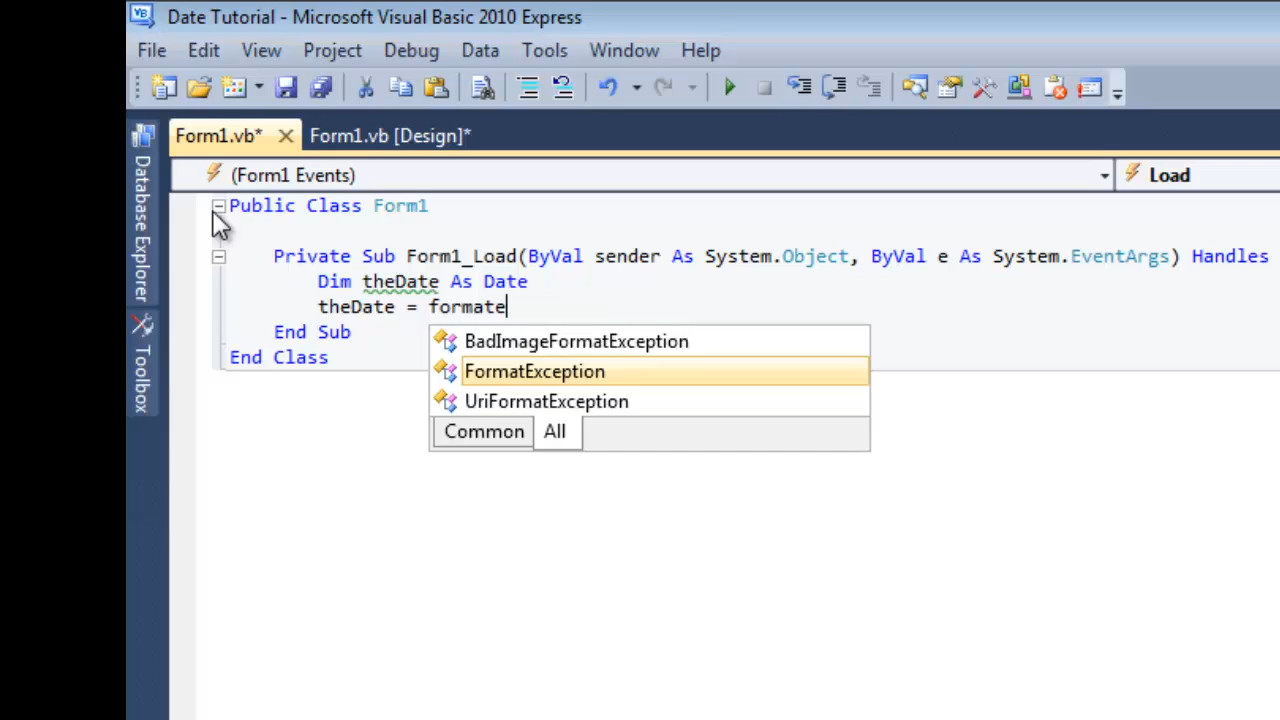 Date Tutorial - Microsoft Visual Basic 2010 Express
File Edit View Project Debug Data Tools Window Help
Form1.vb* Form1.vb [Design]*
(Form1 Events) Load
Public Class Form1
Private Sub Form1_Load(ByVal sender As System.Object, ByVal e As System.EventArgs) Handles
Dim theDate As Date
theDate = formate
End Sub
End Class
BadImageFormatException
FormatException
UriFormatException
Common All
Database Explorer
Toolbox